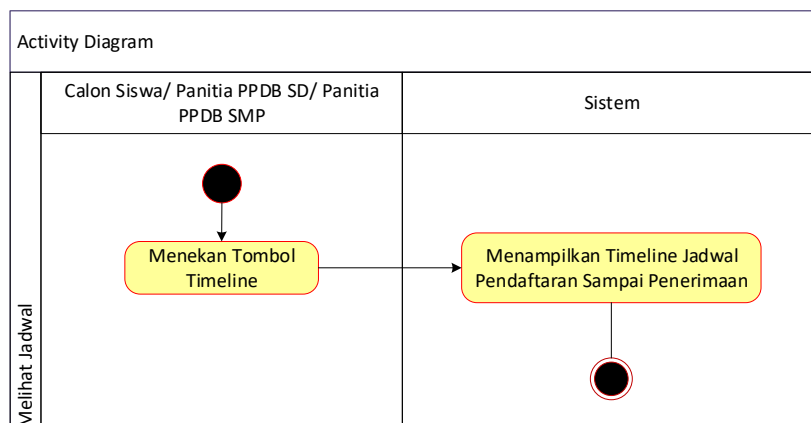 Activity Diagram
Calon Siswa/ Panitia PPDB SD/ Panitia
PPDB SMP
Sistem
Menekan Tombol
Timeline
Menampilkan Timeline Jadwal
Pendaftaran Sampai Penerimaan
Melihat Jadwal